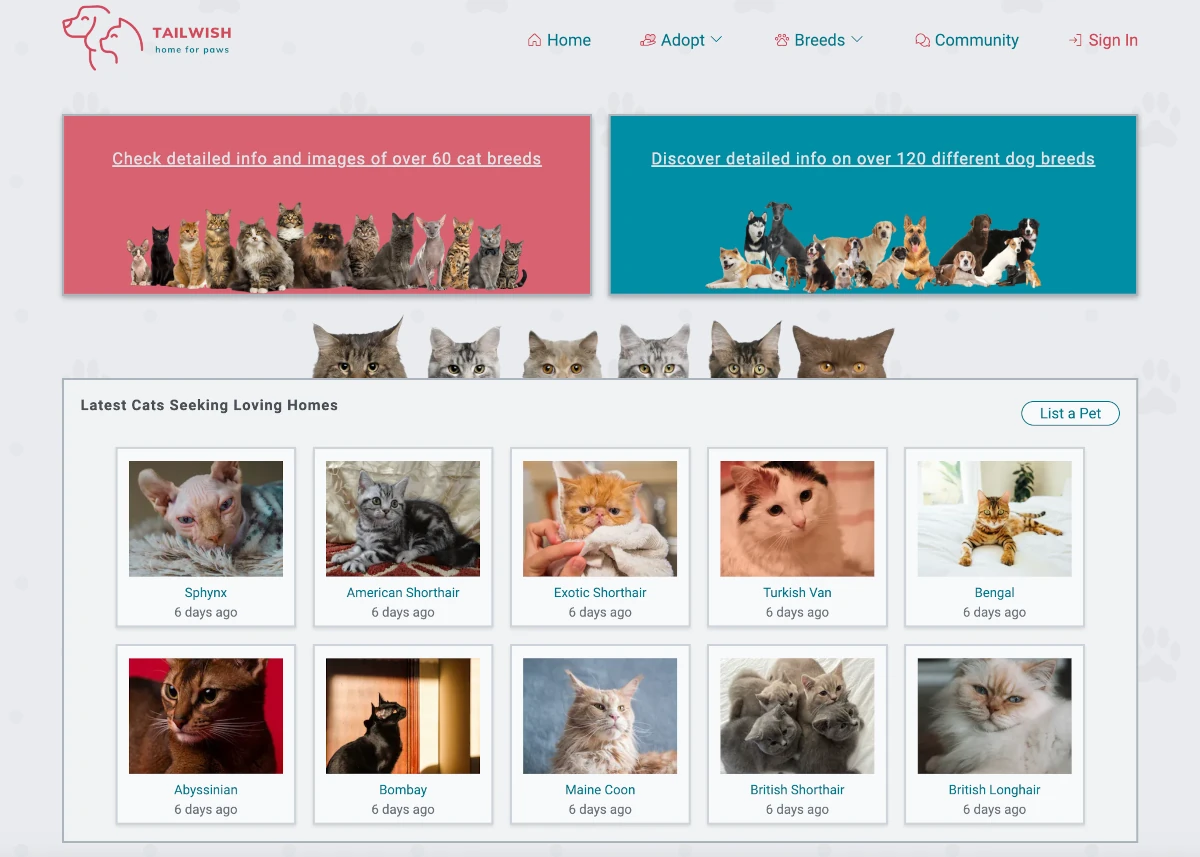 TAILWISH
home for paws
Home
Adopt
Breeds
Community
Sign In
Check detailed info and images of over 60 cat breeds
Discover detailed info on over 120 different dog breeds
Latest Cats Seeking Loving Homes
List a Pet
Sphynx
6 days ago
American Shorthair
6 days ago
Exotic Shorthair
6 days ago
Turkish Van
6 days ago
Bengal
6 days ago
Abyssinian
6 days ago
Bombay
6 days ago
Maine Coon
6 days ago
British Shorthair
6 days ago
British Longhair
6 days ago